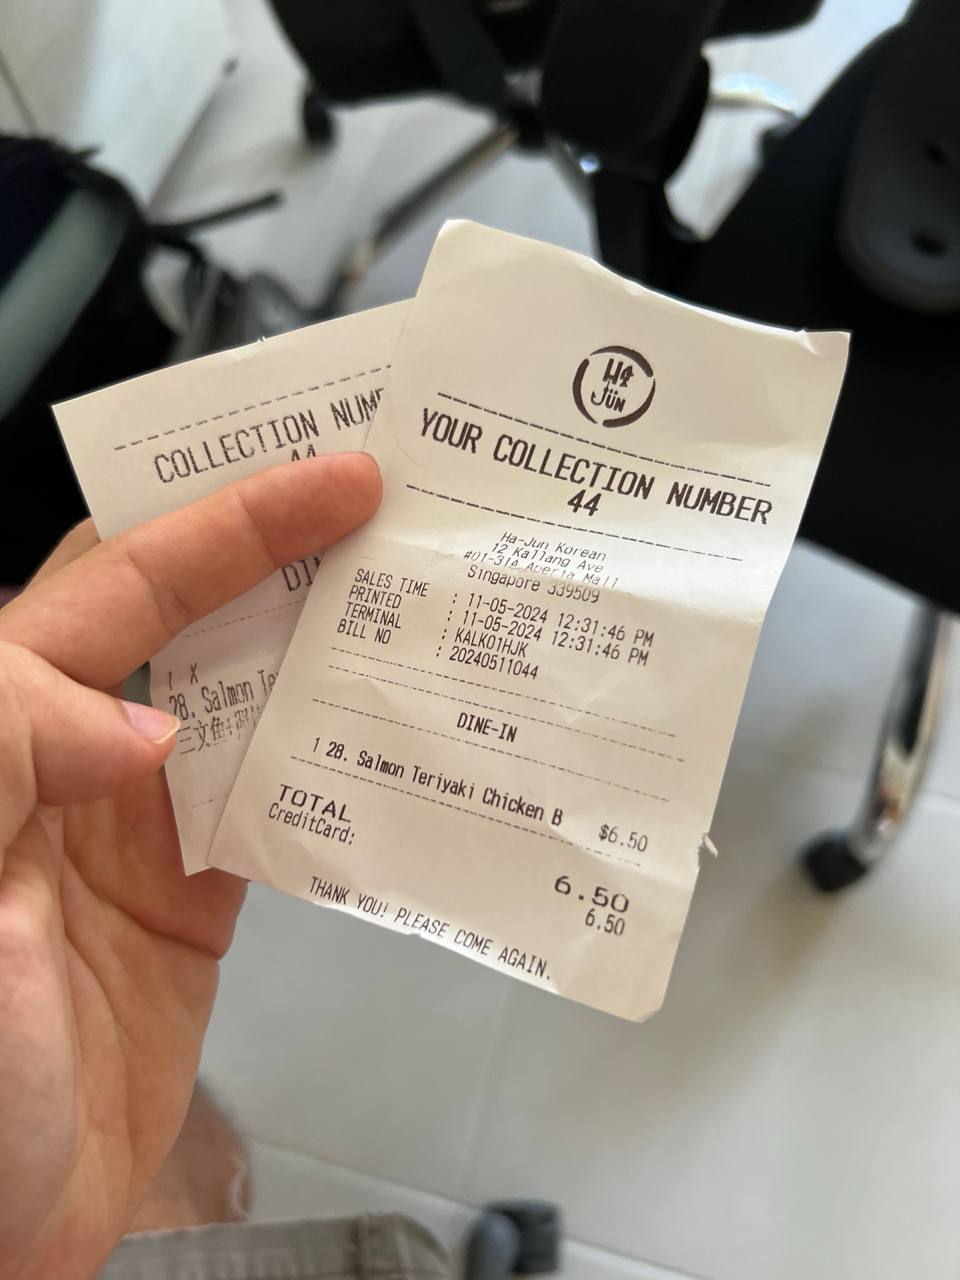 COLLECTION NUM
44
DI
1 X
28. Salmon Te
三文鱼
HA
JÜN
YOUR COLLECTION NUMBER
44
Ha-Jun Korean
12 Kallang Ave
#01-314 Aperia Mall
Singapore 339509
SALES TIME : 11-05-2024 12:31:46 PM
PRINTED : 11-05-2024 12:31:46 PM
TERMINAL : KALK01HJK
BILL NO : 20240511044
DINE-IN
1 28. Salmon Teriyaki Chicken B $6.50
TOTAL 6.50
CreditCard: 6.50
THANK YOU! PLEASE COME AGAIN.